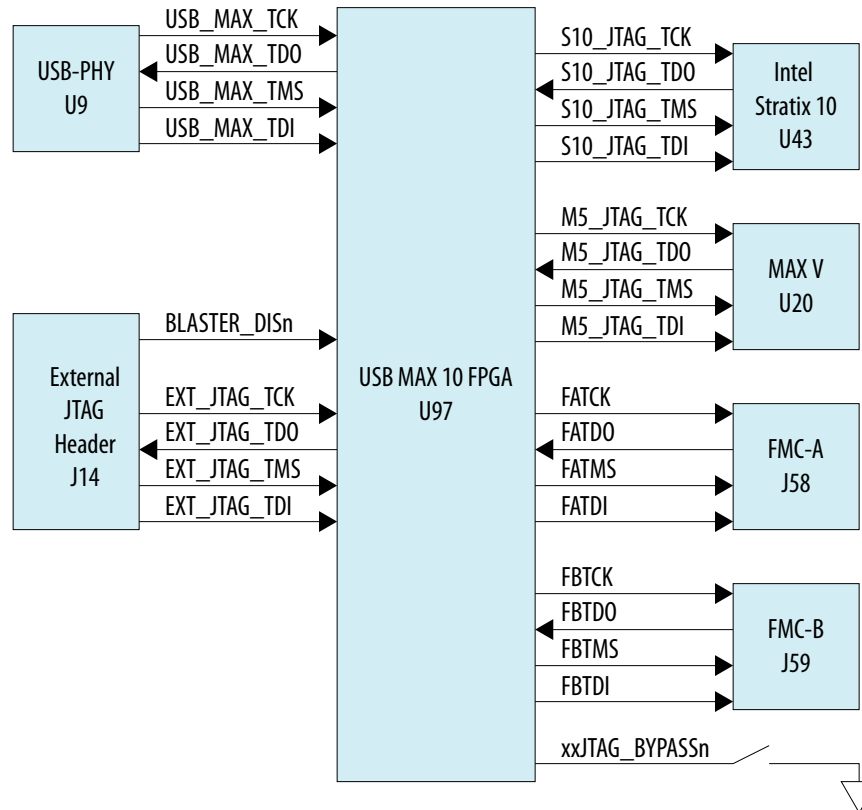 USB-PHY
U9
USB_MAX_TCK
USB_MAX_TDO
USB_MAX_TMS
USB_MAX_TDI
External
JTAG
Header
J14
BLASTER_DISn
EXT_JTAG_TCK
EXT_JTAG_TDO
EXT_JTAG_TMS
EXT_JTAG_TDI
USB MAX 10 FPGA
U97
S10_JTAG_TCK
S10_JTAG_TDO
S10_JTAG_TMS
S10_JTAG_TDI
Intel
Stratix 10
U43
M5_JTAG_TCK
M5_JTAG_TDO
M5_JTAG_TMS
M5_JTAG_TDI
MAX V
U20
FATCK
FATDO
FATMS
FATDI
FMC-A
J58
FBTCK
FBTDO
FBTMS
FBTDI
FMC-B
J59
xxJTAG_BYPASSn